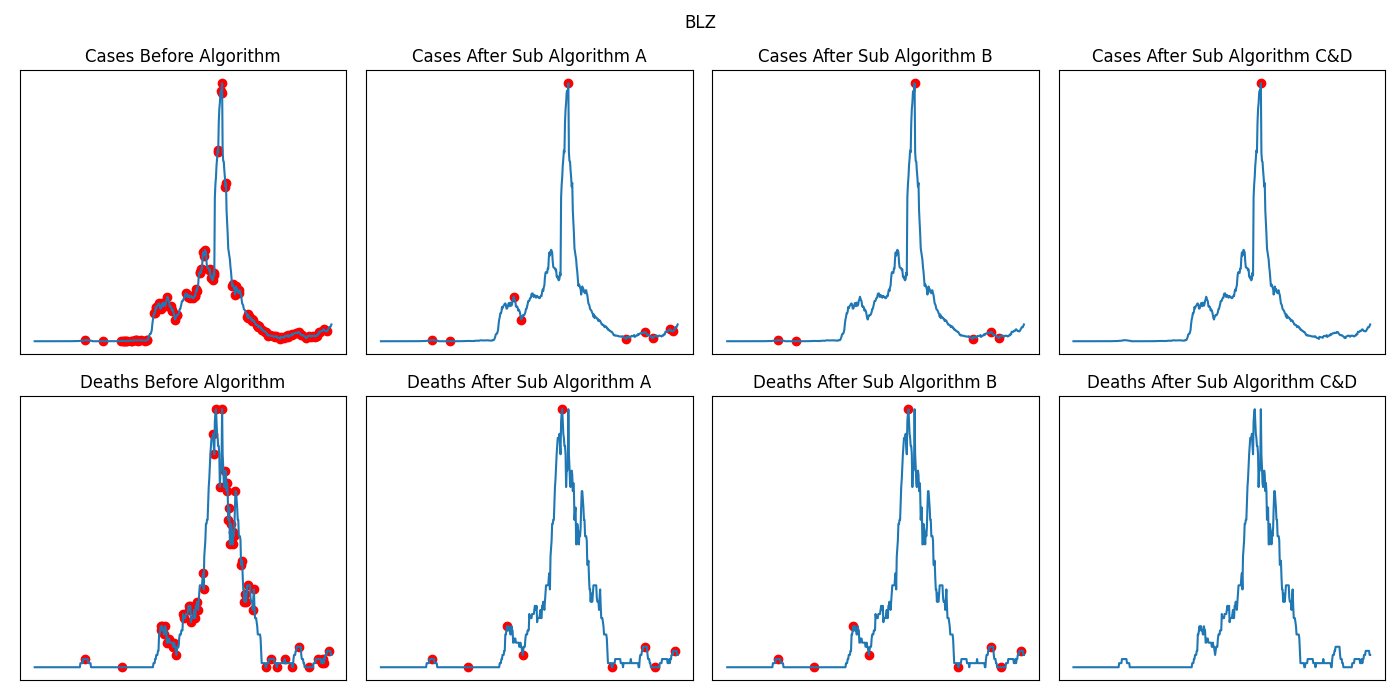 BLZ
Cases Before Algorithm
Cases After Sub Algorithm A
Cases After Sub Algorithm B
Cases After Sub Algorithm C&D
Deaths Before Algorithm
Deaths After Sub Algorithm A
Deaths After Sub Algorithm B
Deaths After Sub Algorithm C&D